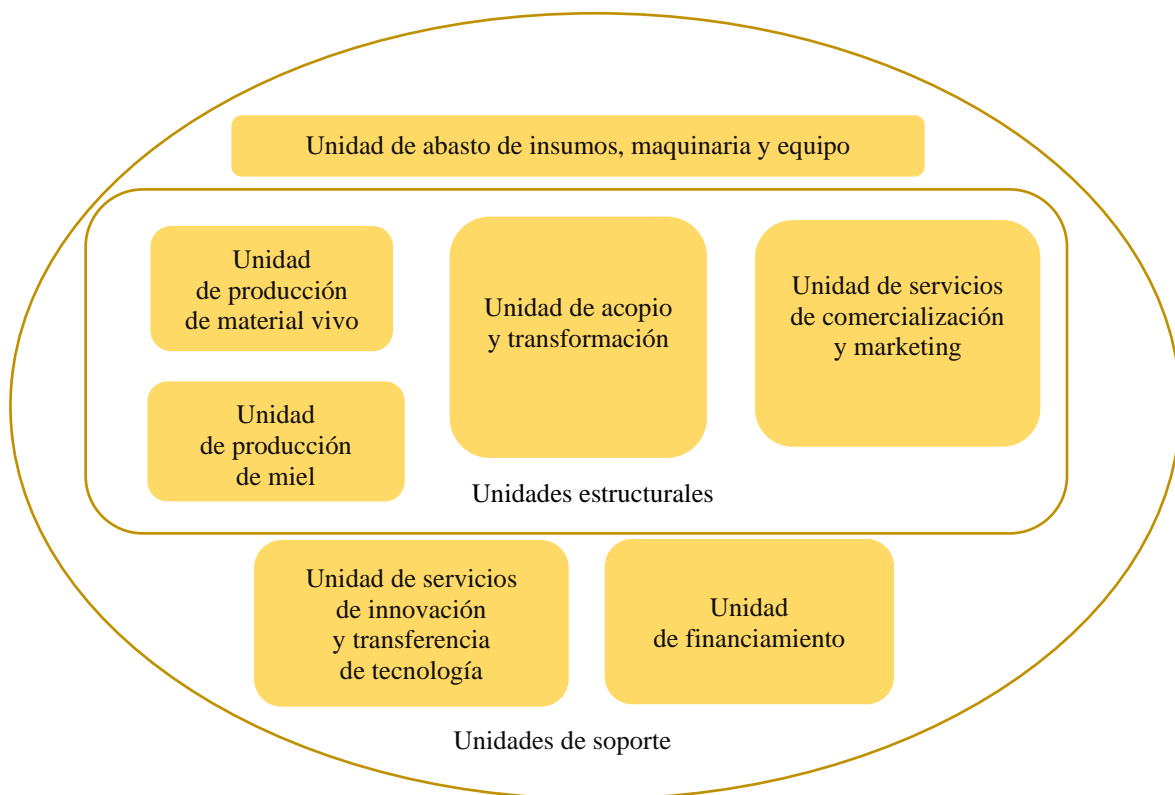 Unidad de abasto de insumos, maquinaria y equipo
Unidad
de producción
de material vivo
Unidad
de producción
de miel
Unidad de acopio
y transformación
Unidad de servicios
de comercialización
y marketing
Unidades estructurales
Unidad de servicios
de innovación
y transferencia
de tecnología
Unidad
de financiamiento
Unidades de soporte